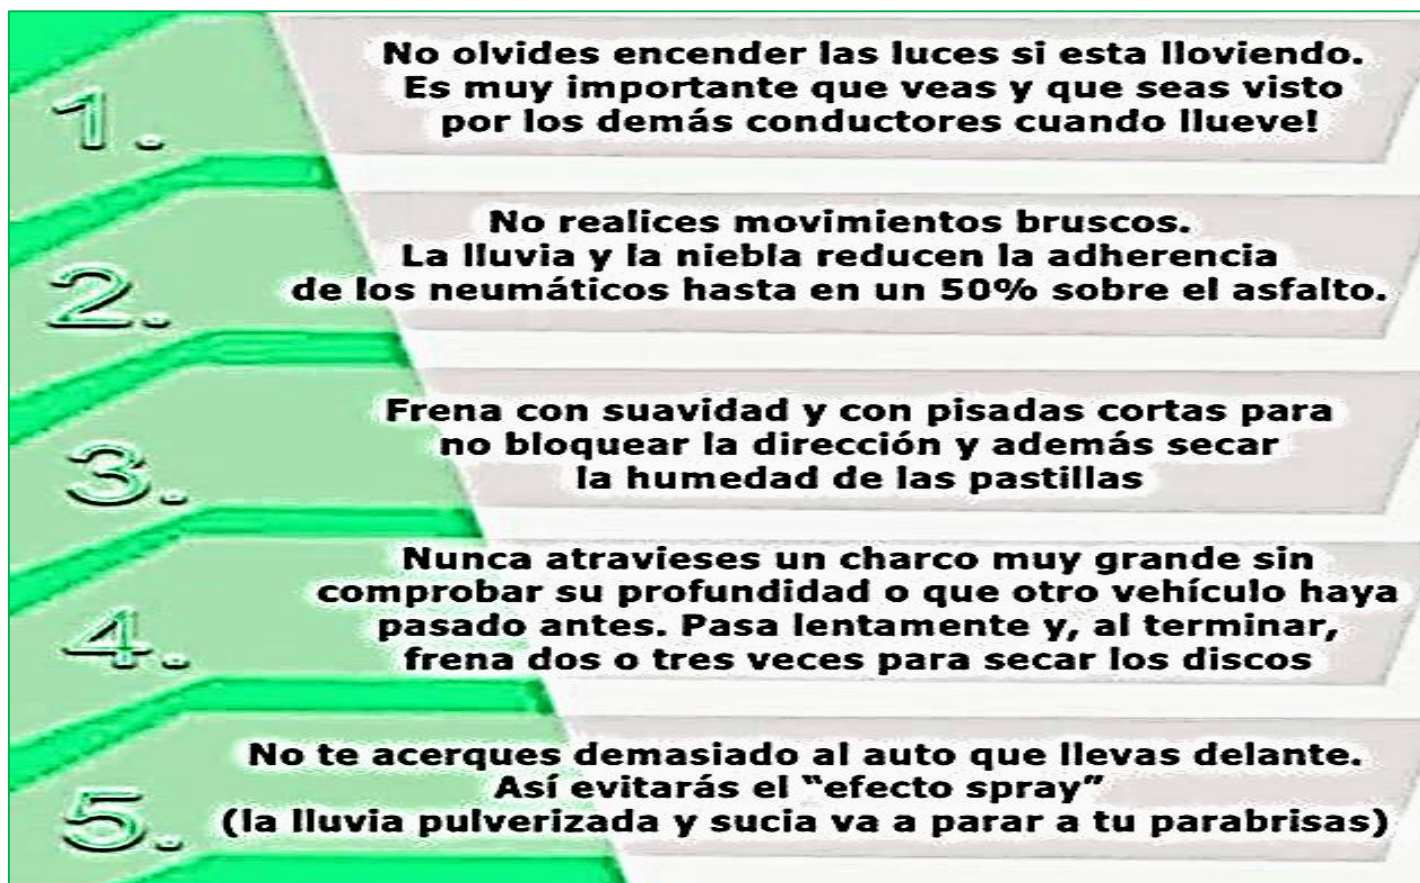 1.
No olvides encender las luces si esta lloviendo.
Es muy importante que veas y que seas visto
por los demás conductores cuando llueve!
2.
No realices movimientos bruscos.
La lluvia y la niebla reducen la adherencia
de los neumáticos hasta en un 50% sobre el asfalto.
3.
Frena con suavidad y con pisadas cortas para
no bloquear la dirección y además secar
la humedad de las pastillas
4.
Nunca atravieses un charco muy grande sin
comprobar su profundidad o que otro vehículo haya
pasado antes. Pasa lentamente y, al terminar,
frena dos o tres veces para secar los discos
5.
No te acerques demasiado al auto que llevas delante.
Así evitarás el “efecto spray”
(la lluvia pulverizada y sucia va a parar a tu parabrisas)